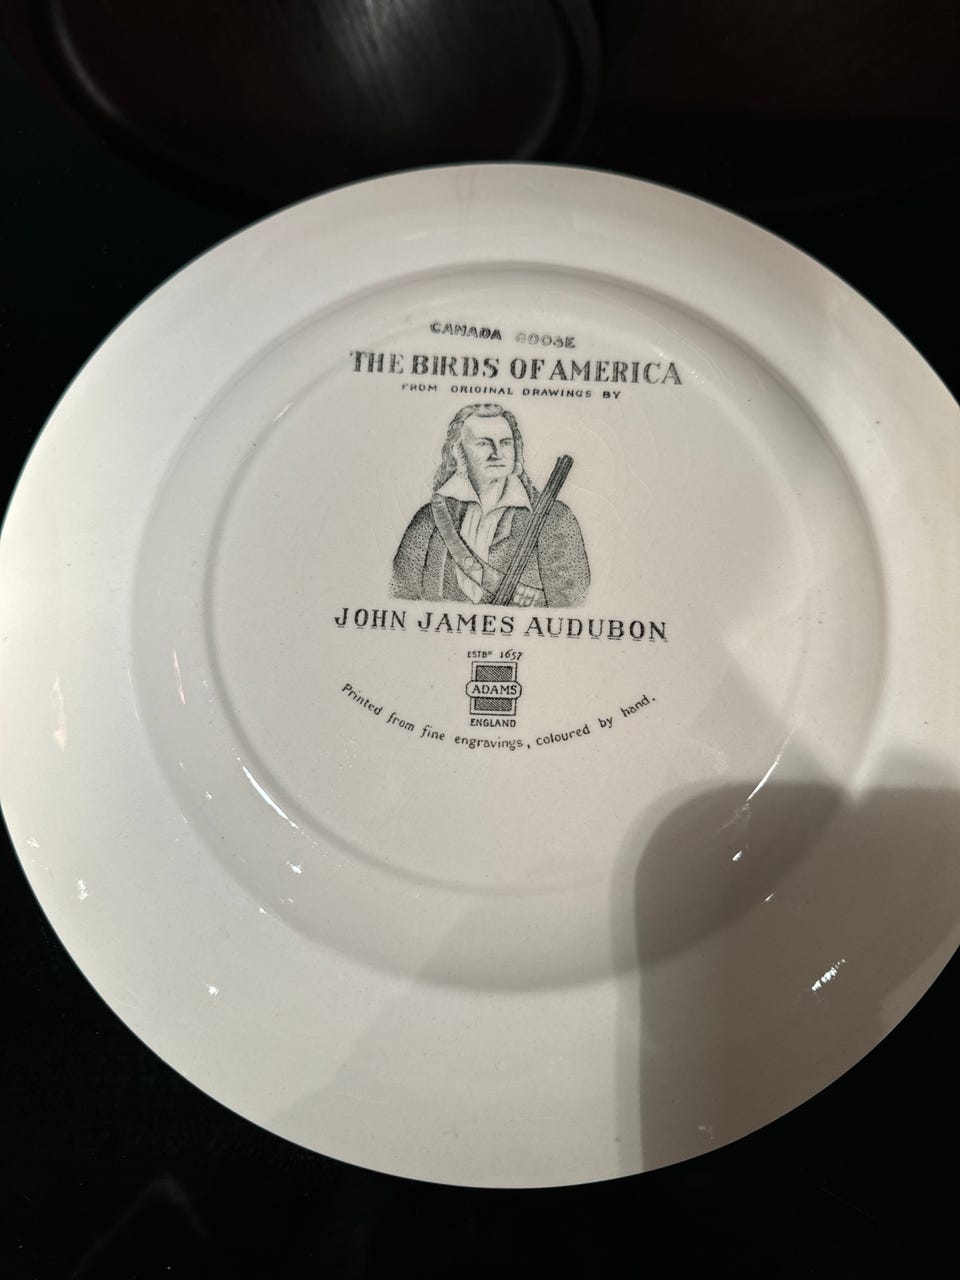 CANADA GOOSE
THE BIRDS OF AMERICA
FROM ORIGINAL DRAWINGS BY
JOHN JAMES AUDUBON
ESTBD 1657
ADAMS
ENGLAND
Printed from fine engravings, coloured by hand.